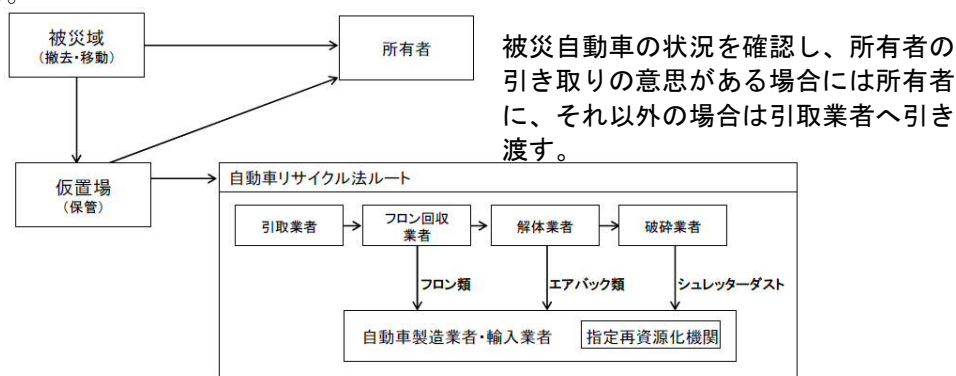 。
被災域
(撤去・移動)
所有者
被災自動車の状況を確認し、所有者の
引き取りの意思がある場合には所有者
に、それ以外の場合は引取業者へ引き
渡す。
仮置場
(保管)
自動車リサイクル法ルート
引取業者
フロン回収
業者
解体業者
破砕業者
フロン類
エアバック類
シュレッターダスト
自動車製造業者・輸入業者
指定再資源化機関